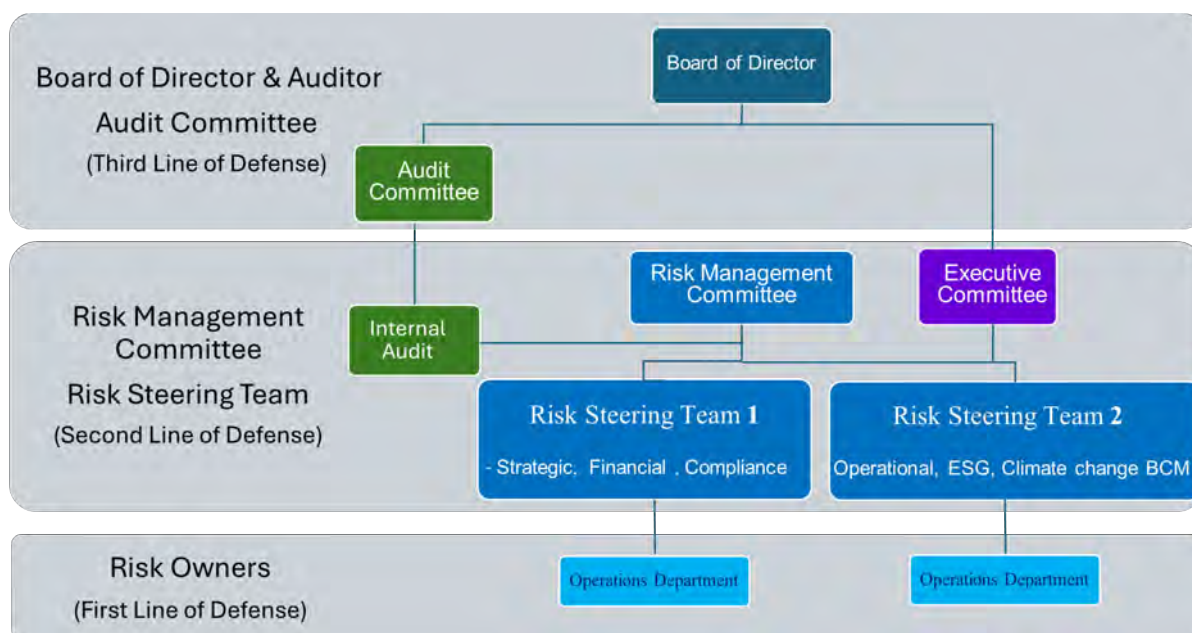 Board of Director & Auditor
Audit Committee
(Third Line of Defense)
Board of Director
Audit
Committee
Risk Management
Committee
Risk Steering Team
(Second Line of Defense)
Internal
Audit
Risk Management
Committee
Executive
Committee
Risk Steering Team 1
- Strategic, Financial , Compliance
Risk Steering Team 2
Operational, ESG, Climate change BCM
Risk Owners
(First Line of Defense)
Operations Department
Operations Department